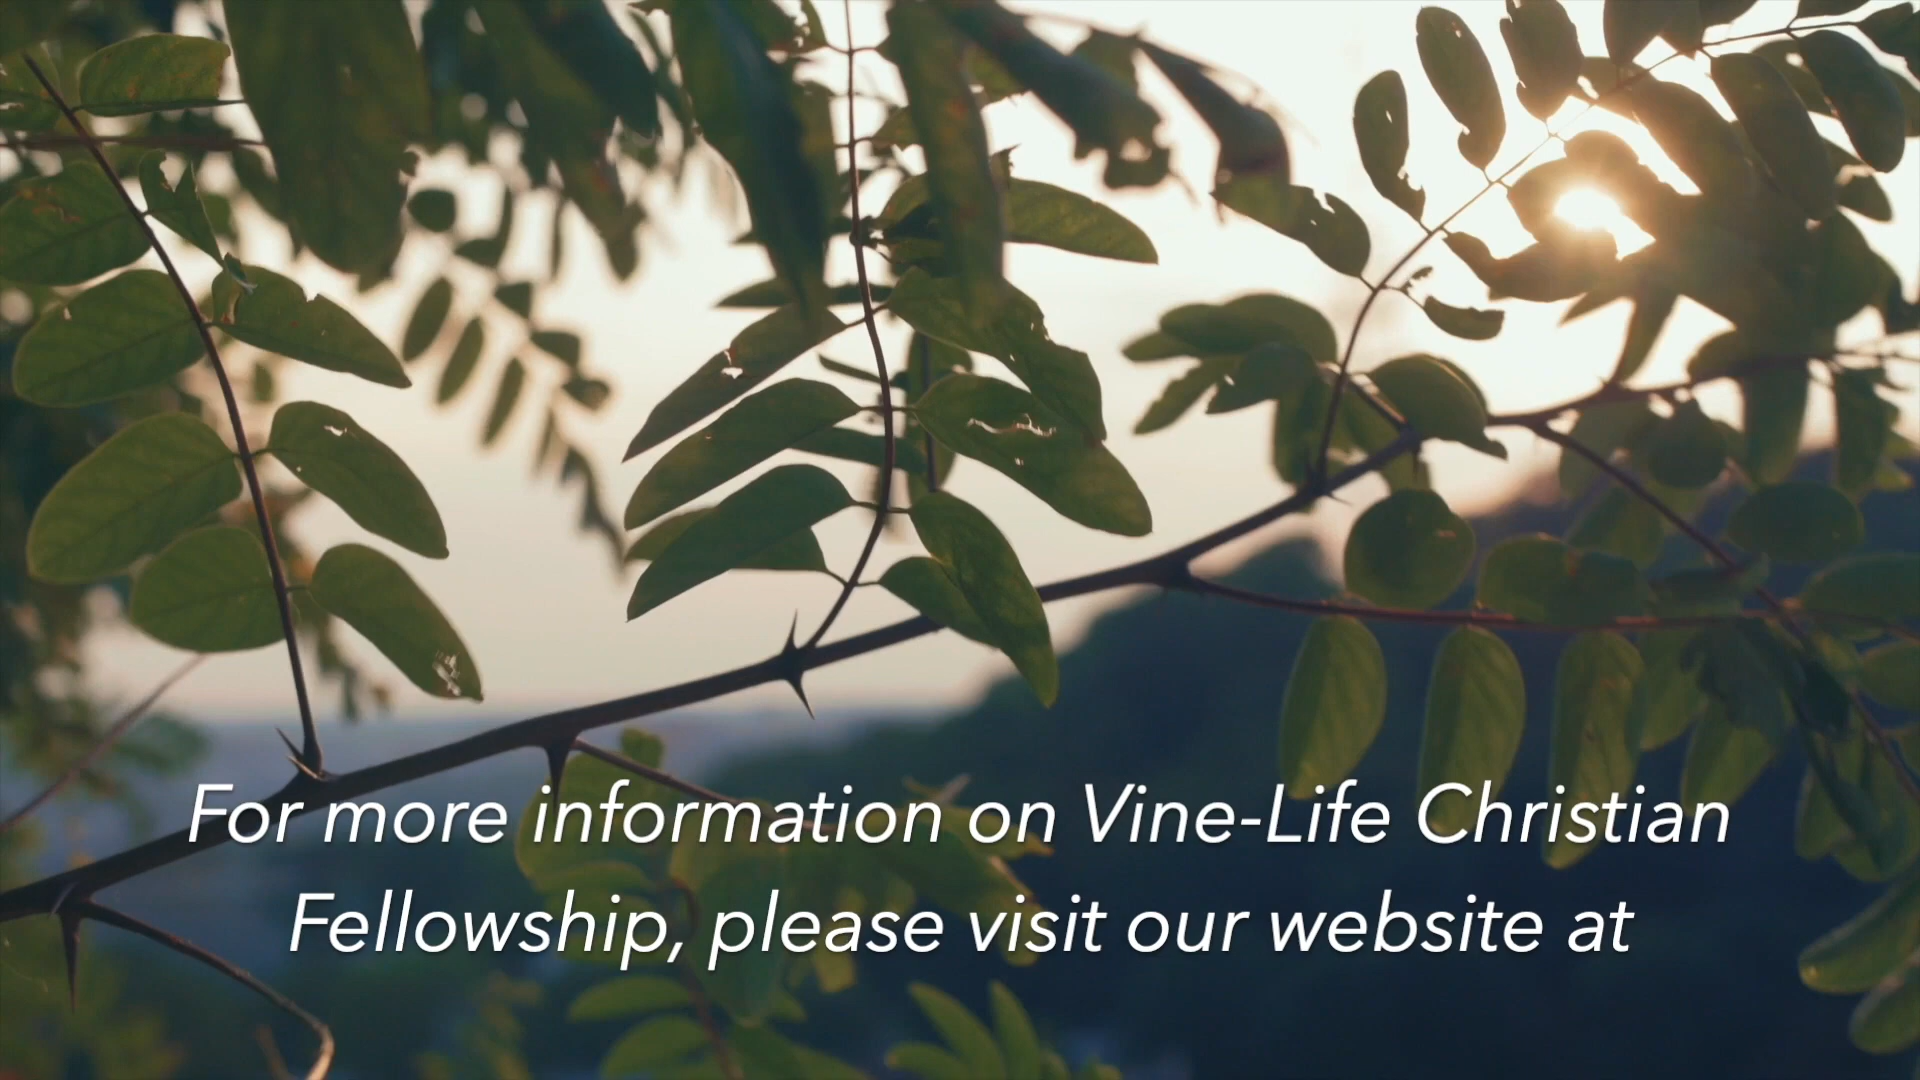 For more information on Vine-Life Christian
Fellowship, please visit our website at